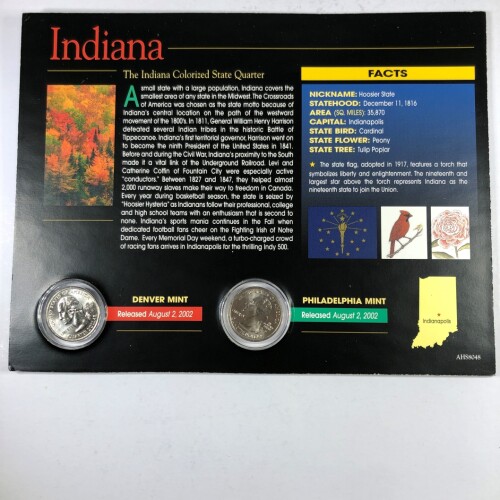 Indiana
The Indiana Colorized State Quarter
A small state with a large population, Indiana covers the
smallest area of any state in the Midwest. The Crossroads
of America was chosen as the state motto because of
Indiana's central location on the path of the westward
movement of the 1800's. In 1811, General William Henry Harrison
defeated several Indian tribes in the historic Battle of
Tippecanoe. Indiana's first territorial governor, Harrison went on
to become the ninth President of the United States in 1841.
Before and during the Civil War, Indiana's proximity to the South
made it a vital link of the Underground Railroad. Levi and
Catherine Coffin of Fountain City were especially active
"conductors." Between 1827 and 1847, they helped almost
2,000 runaway slaves make their way to freedom in Canada.
Every year during basketball season, the state is seized by
"Hoosier Hysteria" as Indianans follow their professional, college
and high school teams with an enthusiasm that is second to
none. Indiana's sports mania continues in the Fall when
dedicated football fans cheer on the Fighting Irish of Notre
Dame. Every Memorial Day weekend, a turbo-charged crowd
of racing fans arrives in Indianapolis for the thrilling Indy 500.
FACTS
NICKNAME: Hoosier State
STATEHOOD: December 11, 1816
AREA (SQ. MILES): 35,870
CAPITAL: Indianapolis
STATE BIRD: Cardinal
STATE FLOWER: Peony
STATE TREE: Tulip Poplar
★ The state flag, adopted in 1917, features a torch that
symbolizes liberty and enlightenment. The nineteenth and
largest star above the torch represents Indiana as the
nineteenth state to join the Union.
DENVER MINT
Released August 2, 2002
PHILADELPHIA MINT
Released August 2, 2002
Indianapolis
AHS8048